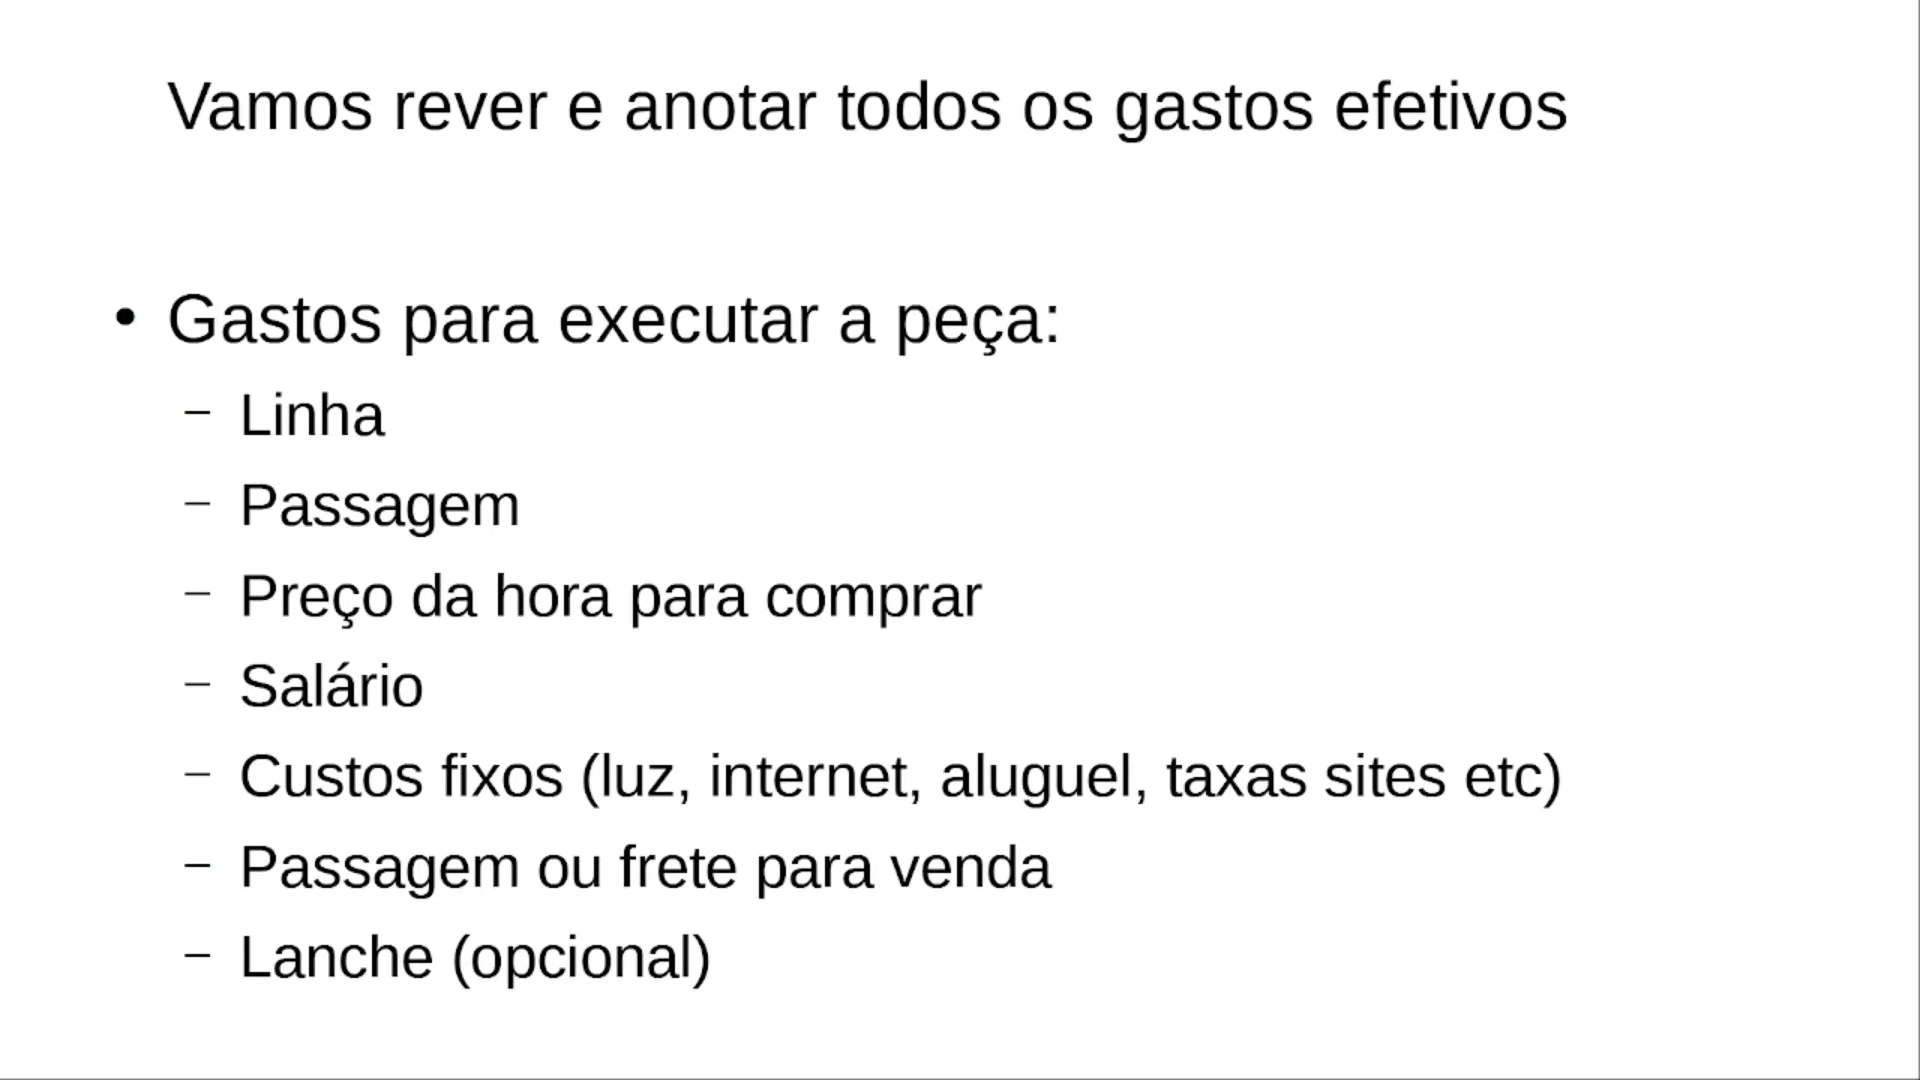 Vamos rever e anotar todos os gastos efetivos
• Gastos para executar a peça:
– Linha
– Passagem
– Preço da hora para comprar
– Salário
– Custos fixos (luz, internet, aluguel, taxas sites etc)
– Passagem ou frete para venda
– Lanche (opcional)